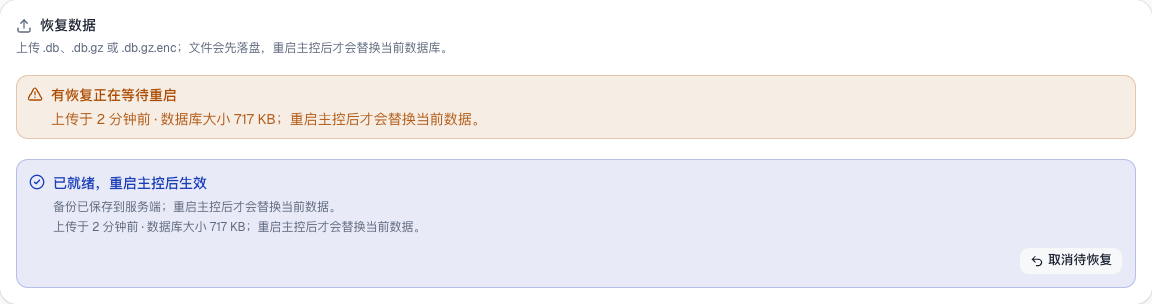 恢复数据
上传 .db、.db.gz 或 .db.gz.enc；文件会先落盘，重启主控后才会替换当前数据库。
有恢复正在等待重启
上传于 2 分钟前 · 数据库大小 717 KB；重启主控后才会替换当前数据。
已就绪，重启主控后生效
备份已保存到服务端；重启主控后才会替换当前数据。
上传于 2 分钟前 · 数据库大小 717 KB；重启主控后才会替换当前数据。
取消待恢复